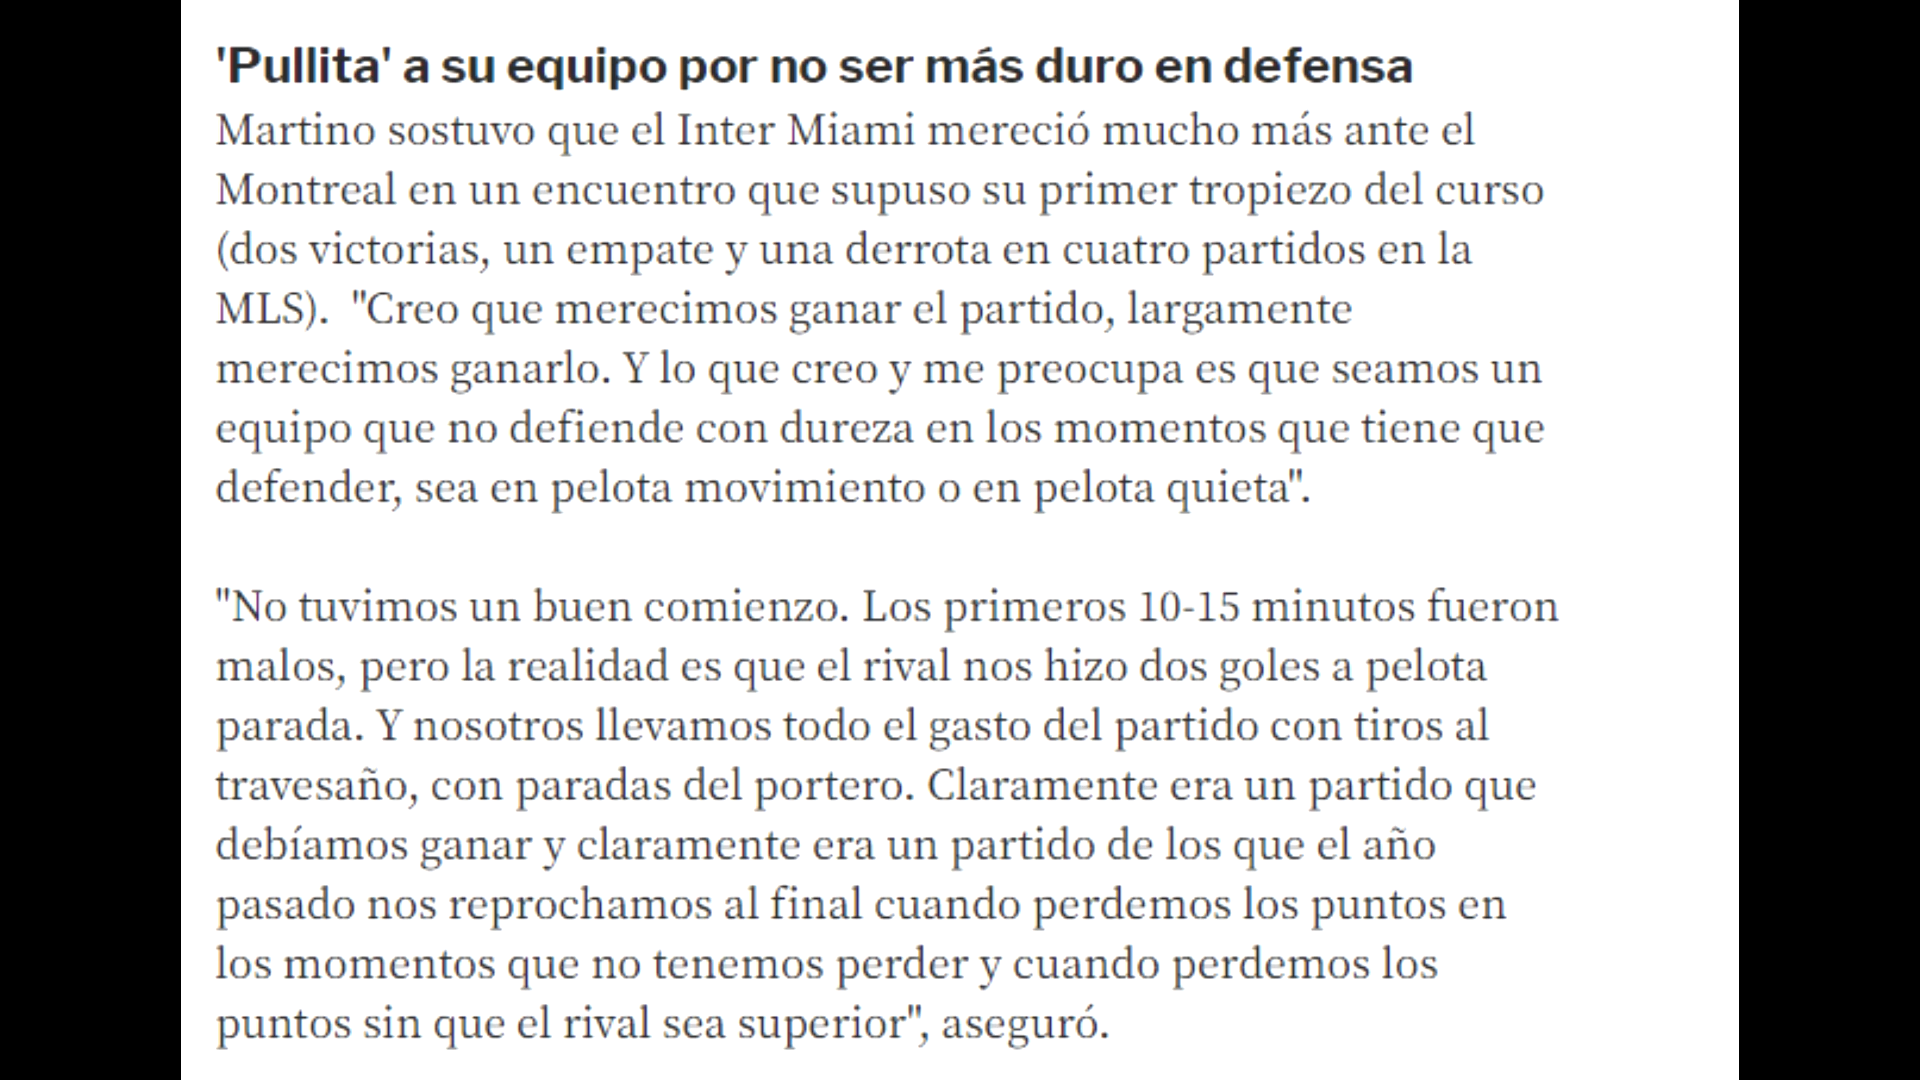 'Pullita' a su equipo por no ser más duro en defensa
Martino sostuvo que el Inter Miami mereció mucho más ante el
Montreal en un encuentro que supuso su primer tropiezo del curso
(dos victorias, un empate y una derrota en cuatro partidos en la
MLS).  "Creo que merecimos ganar el partido, largamente
merecimos ganarlo. Y lo que creo y me preocupa es que seamos un
equipo que no defiende con dureza en los momentos que tiene que
defender, sea en pelota movimiento o en pelota quieta".
"No tuvimos un buen comienzo. Los primeros 10-15 minutos fueron
malos, pero la realidad es que el rival nos hizo dos goles a pelota
parada. Y nosotros llevamos todo el gasto del partido con tiros al
travesaño, con paradas del portero. Claramente era un partido que
debíamos ganar y claramente era un partido de los que el año
pasado nos reprochamos al final cuando perdemos los puntos en
los momentos que no tenemos perder y cuando perdemos los
puntos sin que el rival sea superior", aseguró.